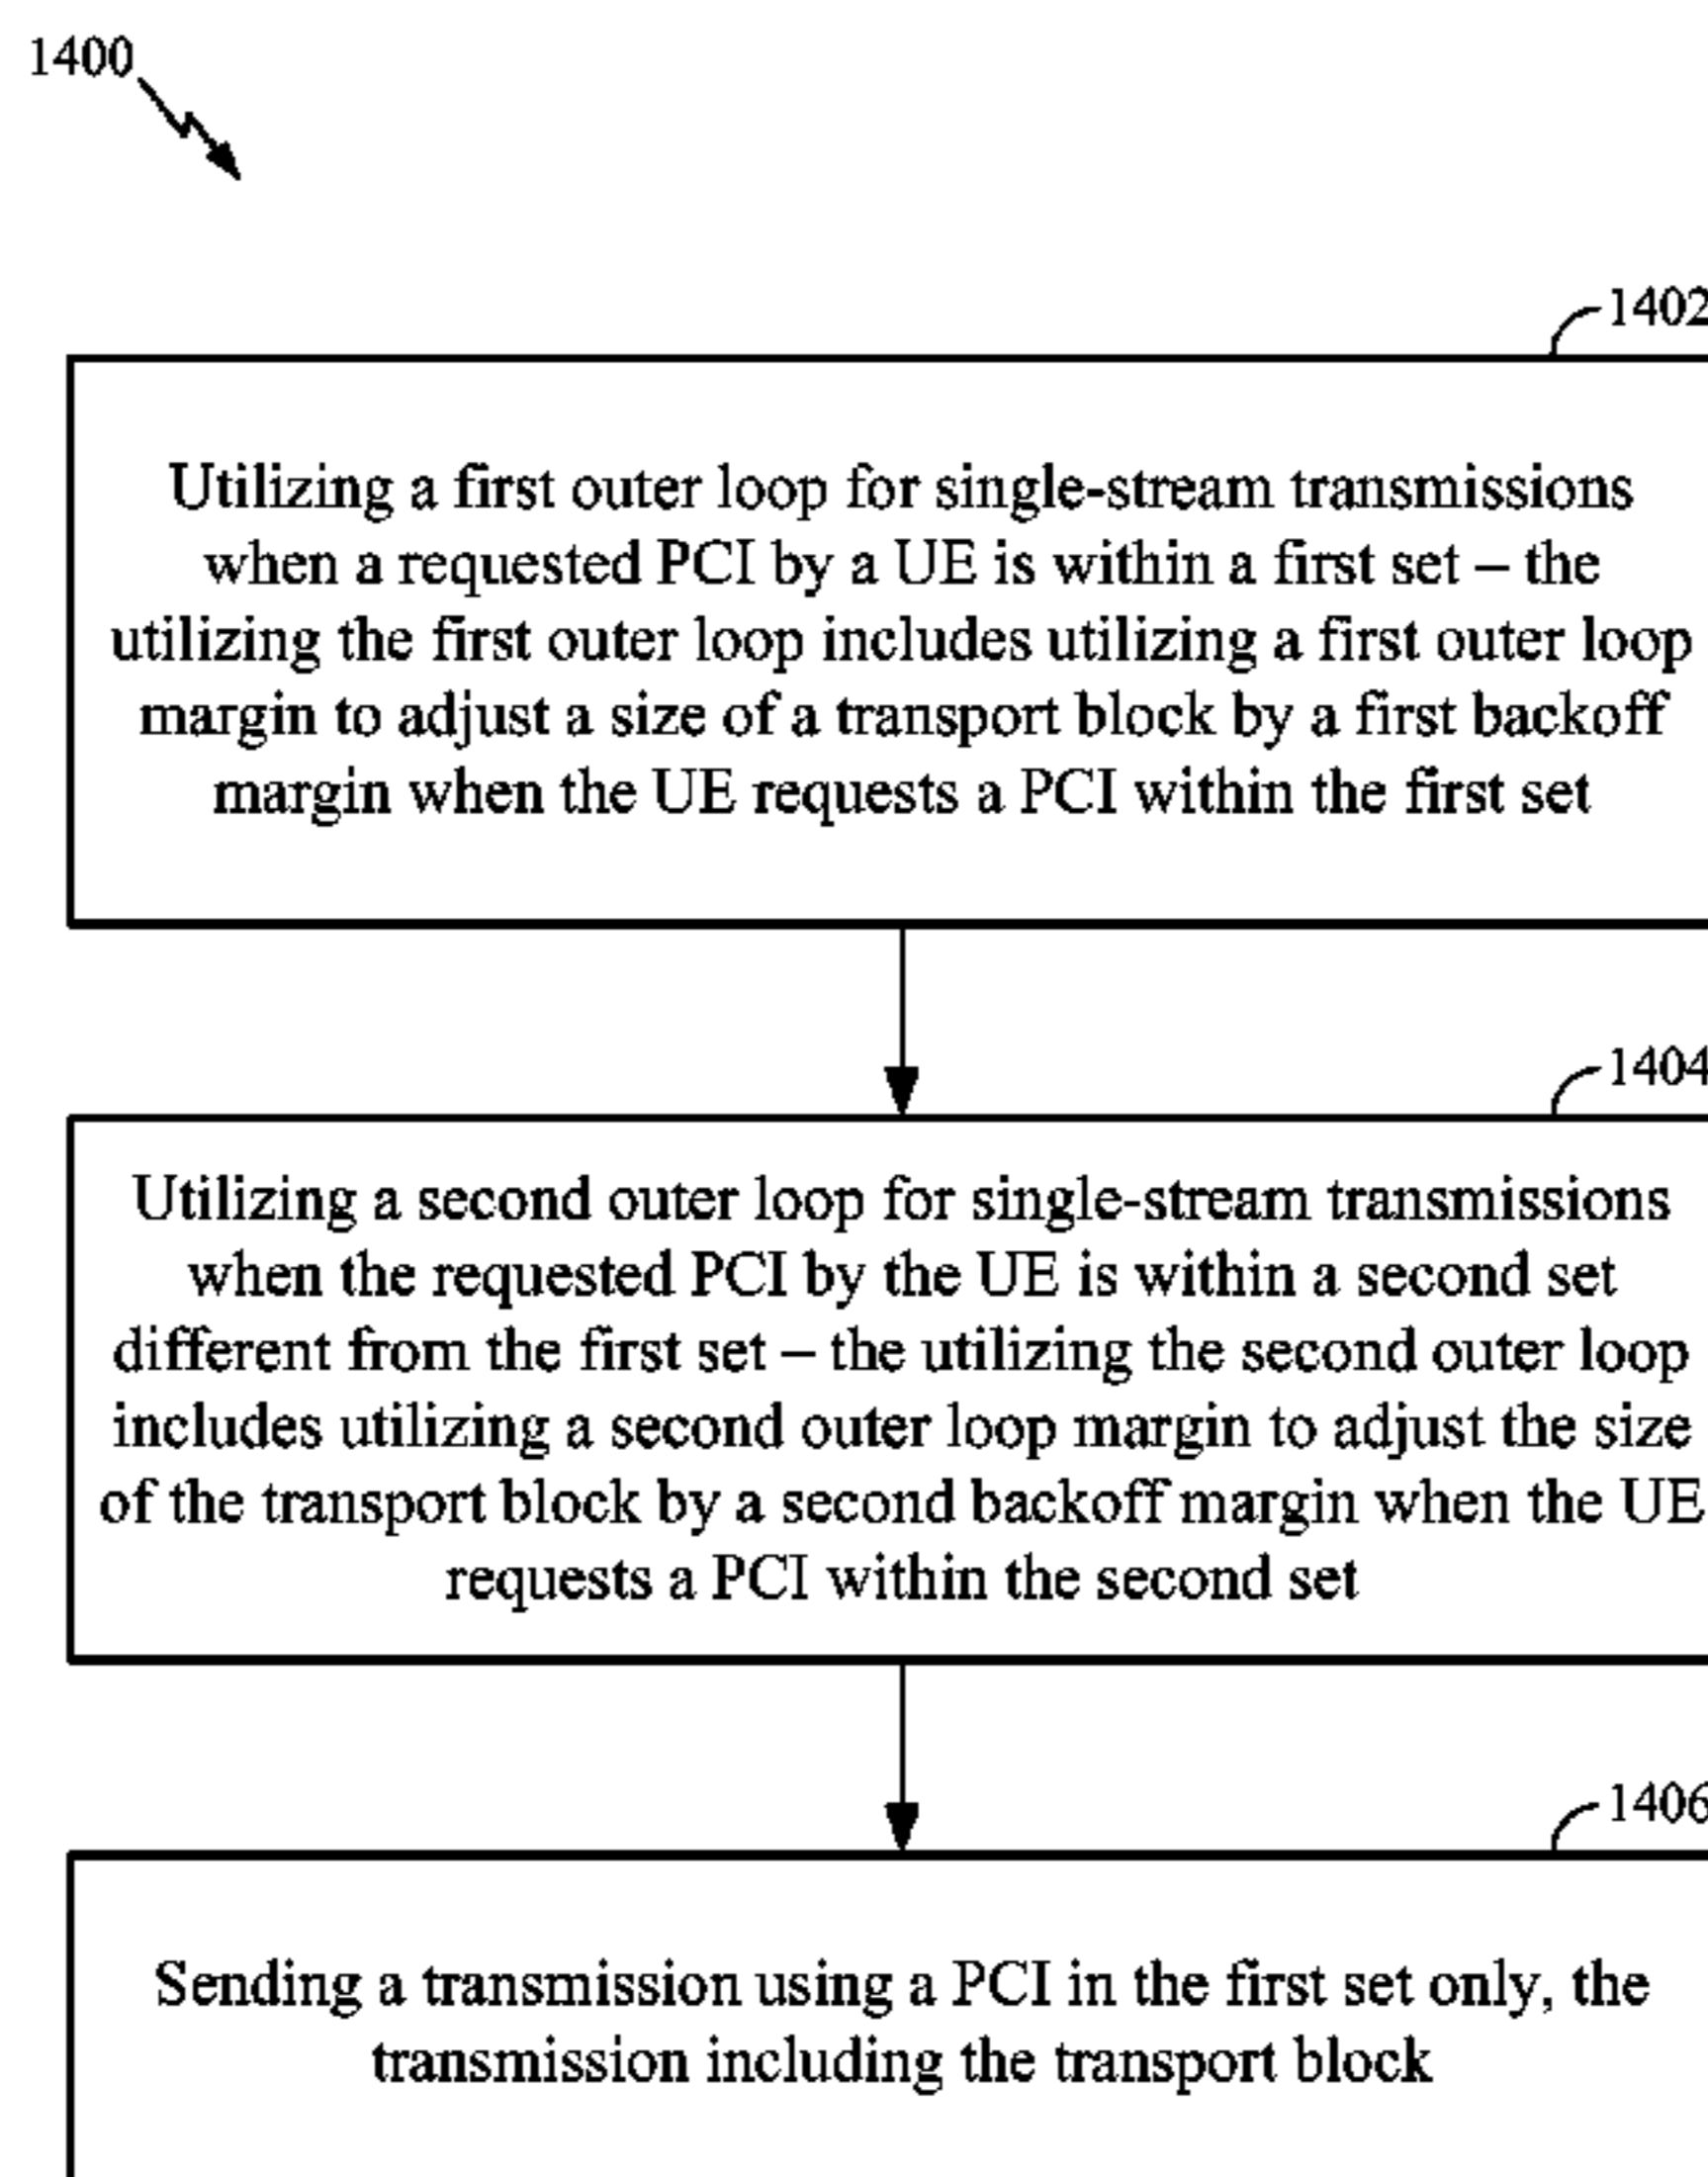 1400
1402
Utilizing a first outer loop for single-stream transmissions
when a requested PCI by a UE is within a first set – the
utilizing the first outer loop includes utilizing a first outer loop
margin to adjust a size of a transport block by a first backoff
margin when the UE requests a PCI within the first set
1404
Utilizing a second outer loop for single-stream transmissions
when the requested PCI by the UE is within a second set
different from the first set – the utilizing the second outer loop
includes utilizing a second outer loop margin to adjust the size
of the transport block by a second backoff margin when the UE
requests a PCI within the second set
1406
Sending a transmission using a PCI in the first set only, the
transmission including the transport block